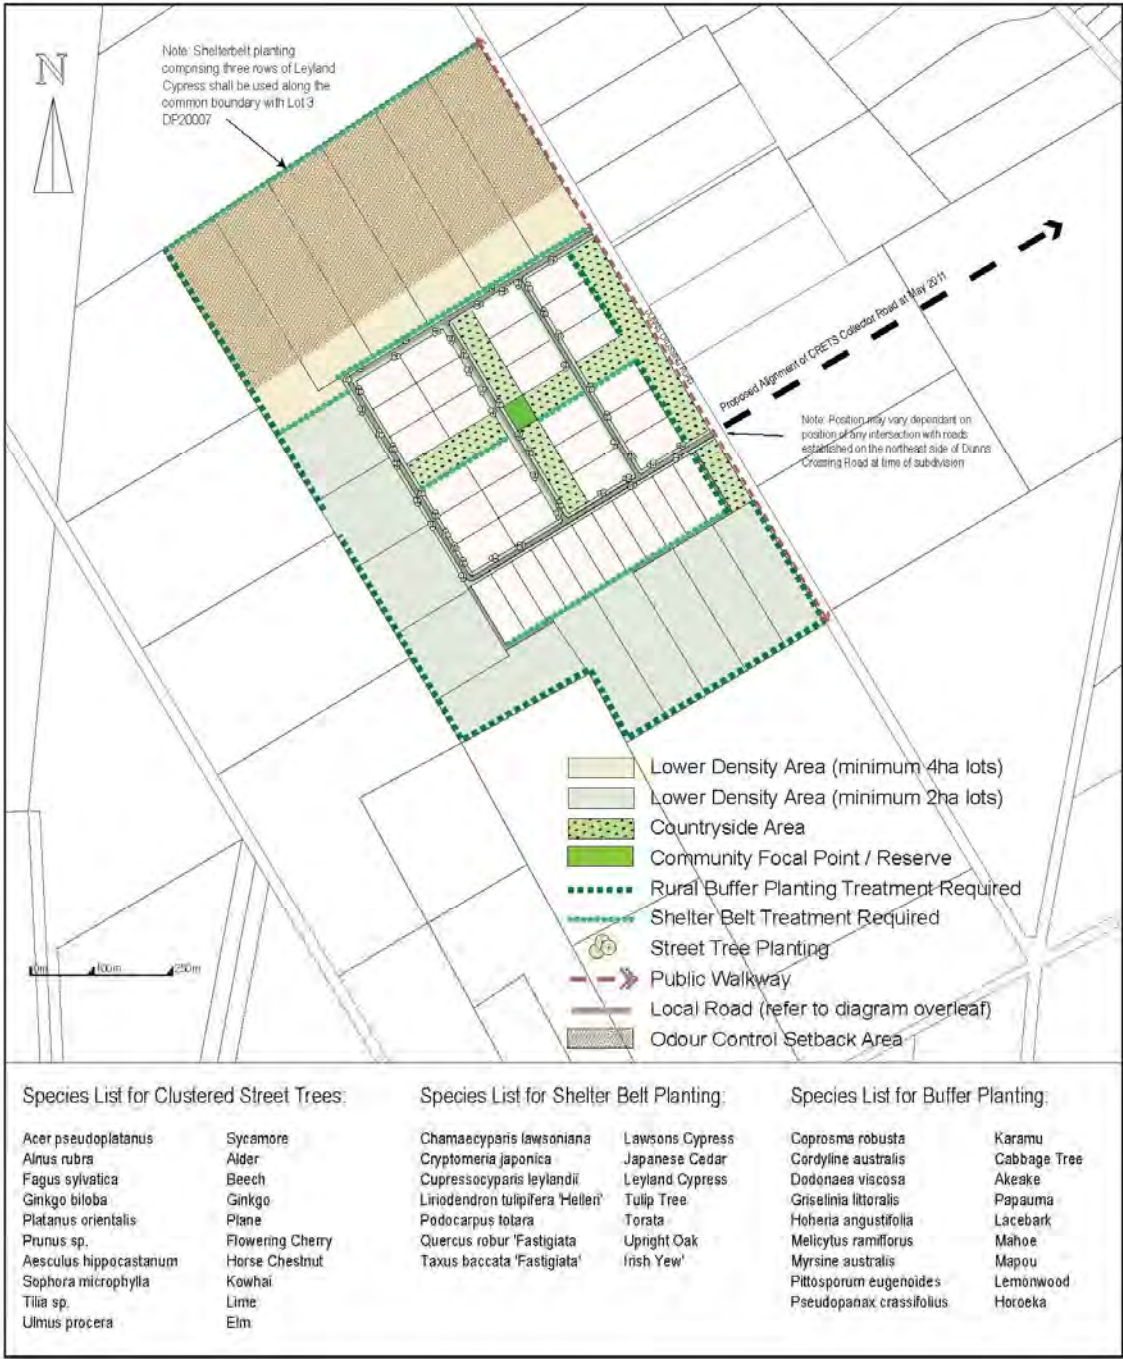 N
Note: Shelterbelt planting
comprising three rows of Leyland
Cypress shall be used along the
common boundary with Lot 3
DP20007
Proposed Alignment of CRETS Collector Road at May 2011
Note: Position may vary dependant on
position of any intersection with roads
established on the northeast side of Dunns
Crossing Road at time of subdivision
Lower Density Area (minimum 4ha lots)
Lower Density Area (minimum 2ha lots)
Countryside Area
Community Focal Point / Reserve
Rural Buffer Planting Treatment Required
Shelter Belt Treatment Required
Street Tree Planting
Public Walkway
Local Road (refer to diagram overleaf)
Odour Control Setback Area
0m 100m 250m
Species List for Clustered Street Trees:
Acer pseudoplatanus Sycamore
Alnus rubra Alder
Fagus sylvatica Beech
Ginkgo biloba Ginkgo
Platanus orientalis Plane
Prunus sp. Flowering Cherry
Aesculus hippocastanum Horse Chestnut
Sophora microphylla Kowhai
Tilia sp. Lime
Ulmus procera Elm
Species List for Shelter Belt Planting:
Chamaecyparis lawsoniana Lawsons Cypress
Cryptomeria japonica Japanese Cedar
Cupressocyparis leylandii Leyland Cypress
Liriodendron tulipifera 'Helleri' Tulip Tree
Podocarpus totara Torata
Quercus robur 'Fastigiata Upright Oak
Taxus baccata 'Fastigiata' Irish Yew'
Species List for Buffer Planting:
Coprosma robusta Karamu
Cordyline australis Cabbage Tree
Dodonaea viscosa Akeake
Griselinia littoralis Papauma
Hoheria angustifolia Lacebark
Melicytus ramiflorus Mahoe
Myrsine australis Mapou
Pittosporum eugenoides Lemonwood
Pseudopanax crassifolius Horoeka